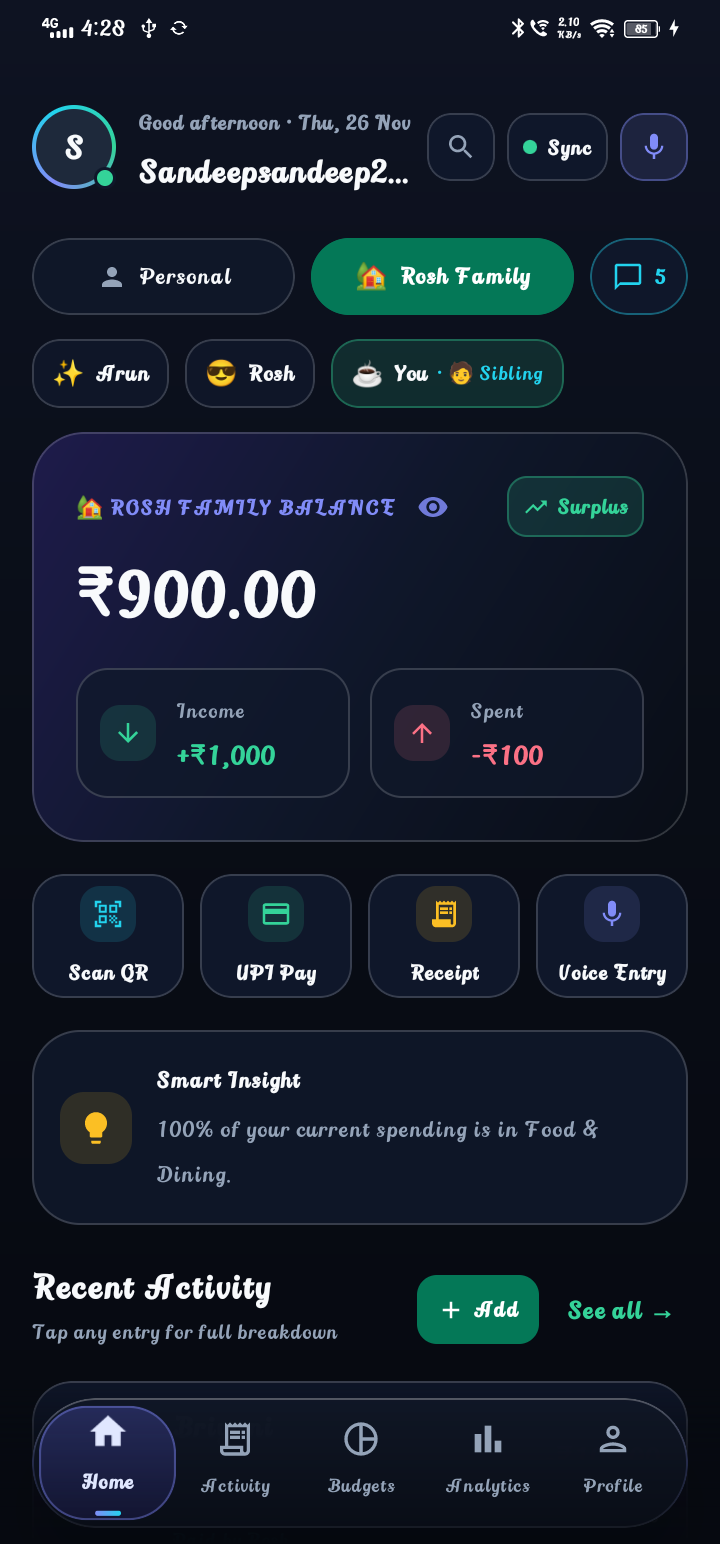 4G 4:28 2.10 KB/s 85
Good afternoon · Thu, 26 Nov
S
Sandeepsandeep2...
Sync
Personal
🏡 Rosh Family
5
✨ Arun
😎 Rosh
☕ You · 🧑 Sibling
🏡 ROSH FAMILY BALANCE
Surplus
₹900.00
Income
+₹1,000
Spent
-₹100
Scan QR
UPI Pay
Receipt
Voice Entry
Smart Insight
100% of your current spending is in Food &
Dining.
Recent Activity
Tap any entry for full breakdown
+ Add
See all →
Home
Activity
Budgets
Analytics
Profile